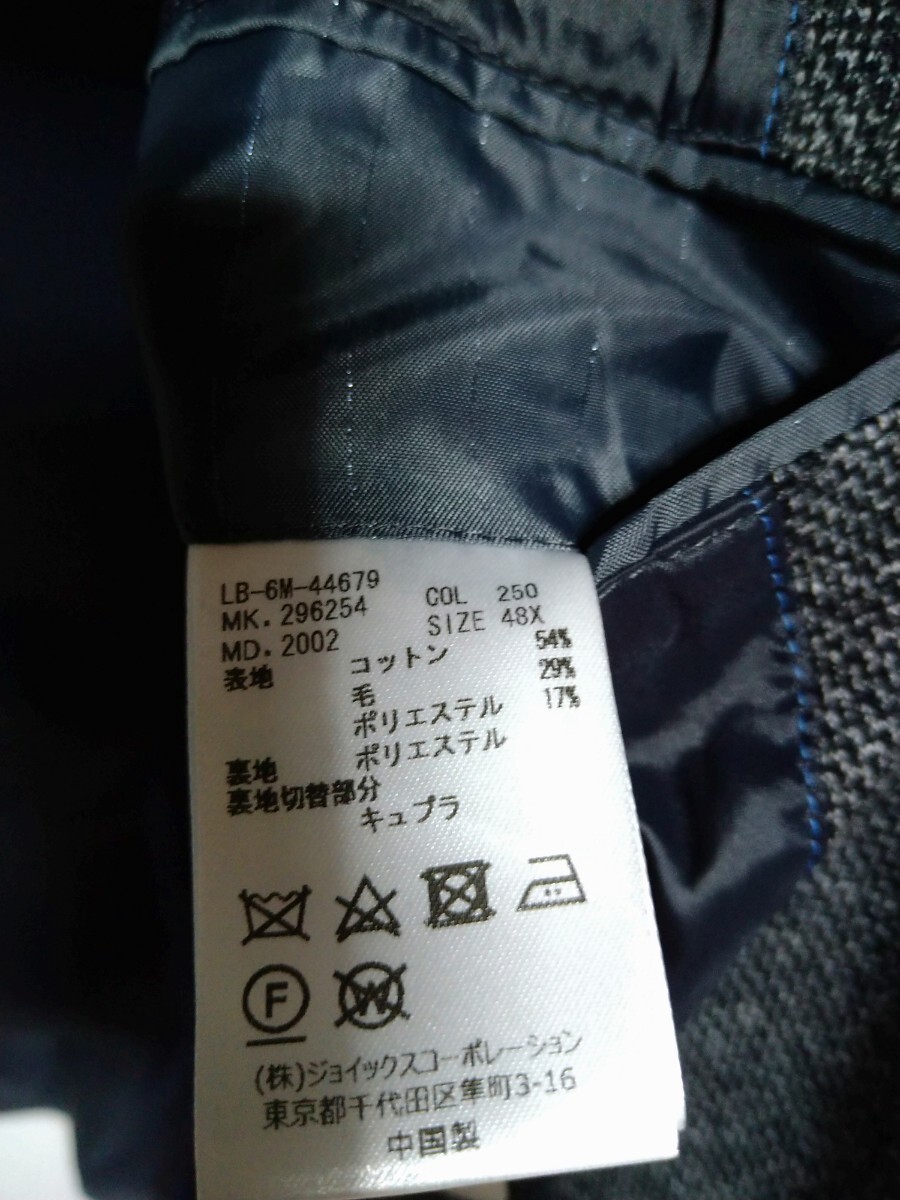 LB-6M-44679
MK. 296254 COL 250
MD. 2002 SIZE 48X
表地 コットン 54%
毛 29%
ポリエステル 17%
裏地 ポリエステル
裏地切替部分
キュプラ
F W
(株)ジョイックスコーポレーション
東京都千代田区隼町3-16
中国製